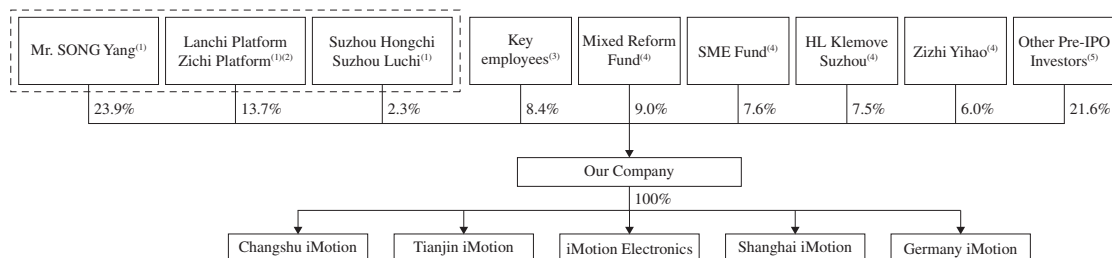 Mr. SONG Yang(1)
Lanchi Platform
Zichi Platform(1)(2)
Suzhou Hongchi
Suzhou Luchi(1)
Key
employees(3)
Mixed Reform
Fund(4)
SME Fund(4)
HL Klemove
Suzhou(4)
Zizhi Yihao(4)
Other Pre-IPO
Investors(5)
23.9%
13.7%
2.3%
8.4%
9.0%
7.6%
7.5%
6.0%
21.6%
Our Company
100%
Changshu iMotion
Tianjin iMotion
iMotion Electronics
Shanghai iMotion
Germany iMotion